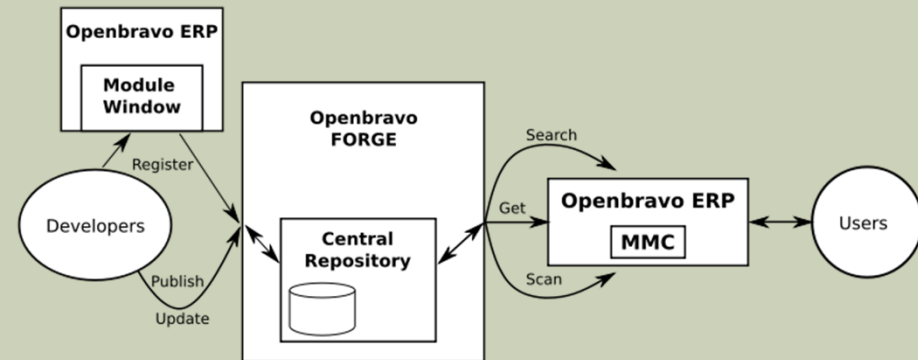 Openbravo ERP
Module
Window
Register
Developers
Publish
Update
Openbravo
FORGE
Central
Repository
Search
Get
Scan
Openbravo ERP
MMC
Users